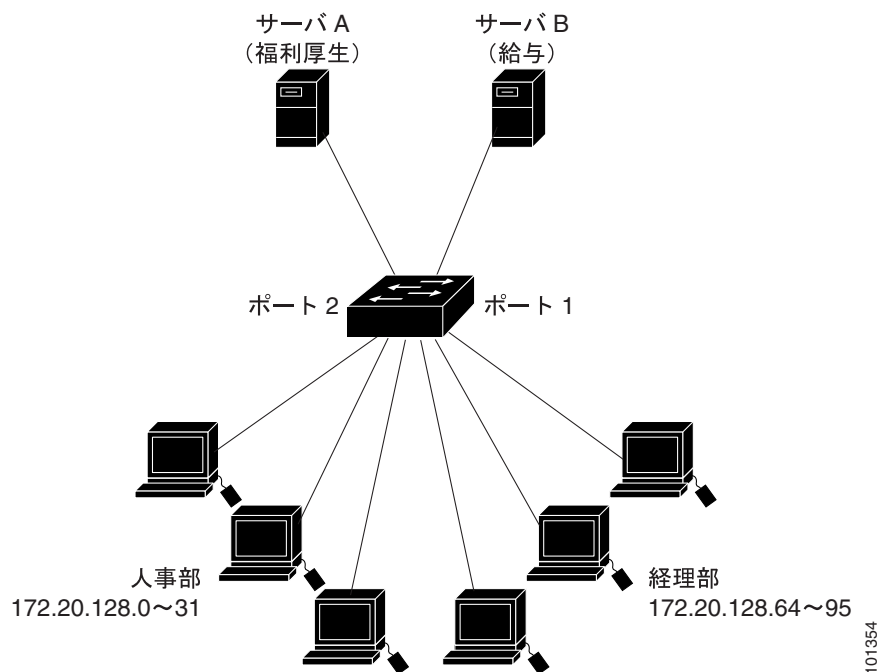 サーバ A
（福利厚生）
サーバ B
（給与）
ポート 2
ポート 1
人事部
172.20.128.0～31
経理部
172.20.128.64～95
101354